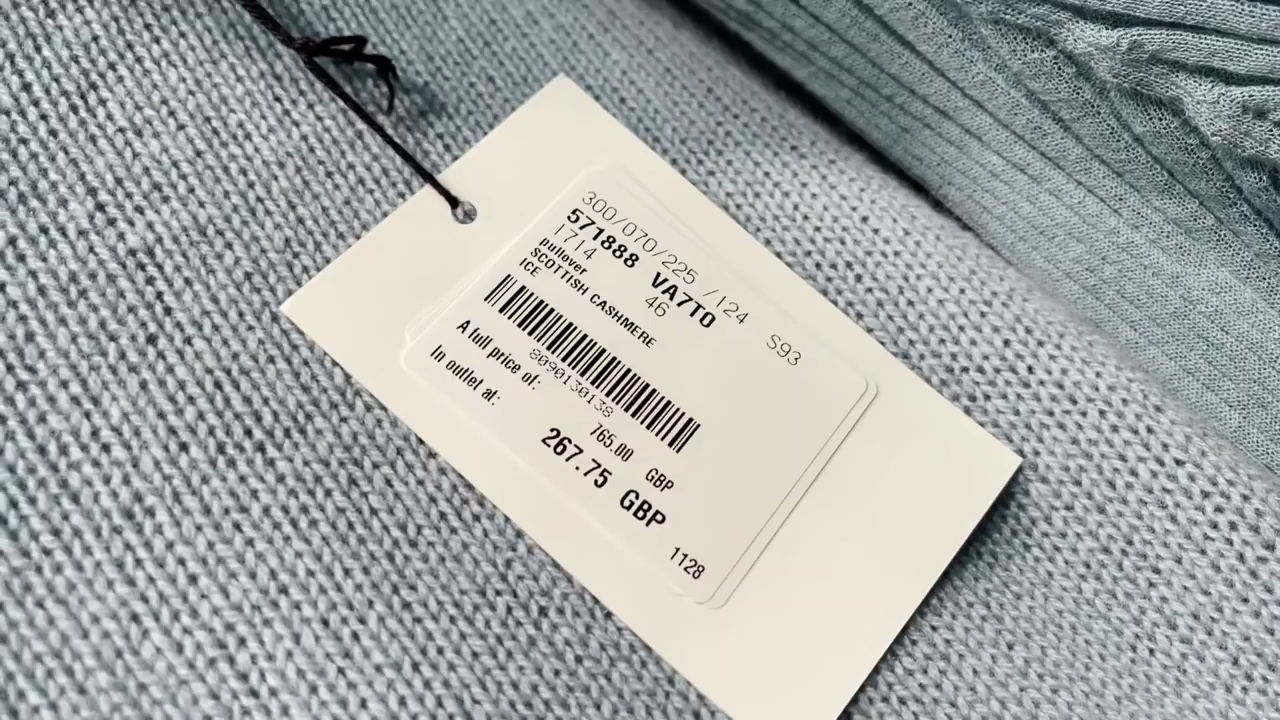 300/070/225 /124 S93
571888 VA7T0
1714 46
pullover
SCOTTISH CASHMERE
ICE
8090130138
A full price of: 765.00 GBP
In outlet at: 267.75 GBP
1128